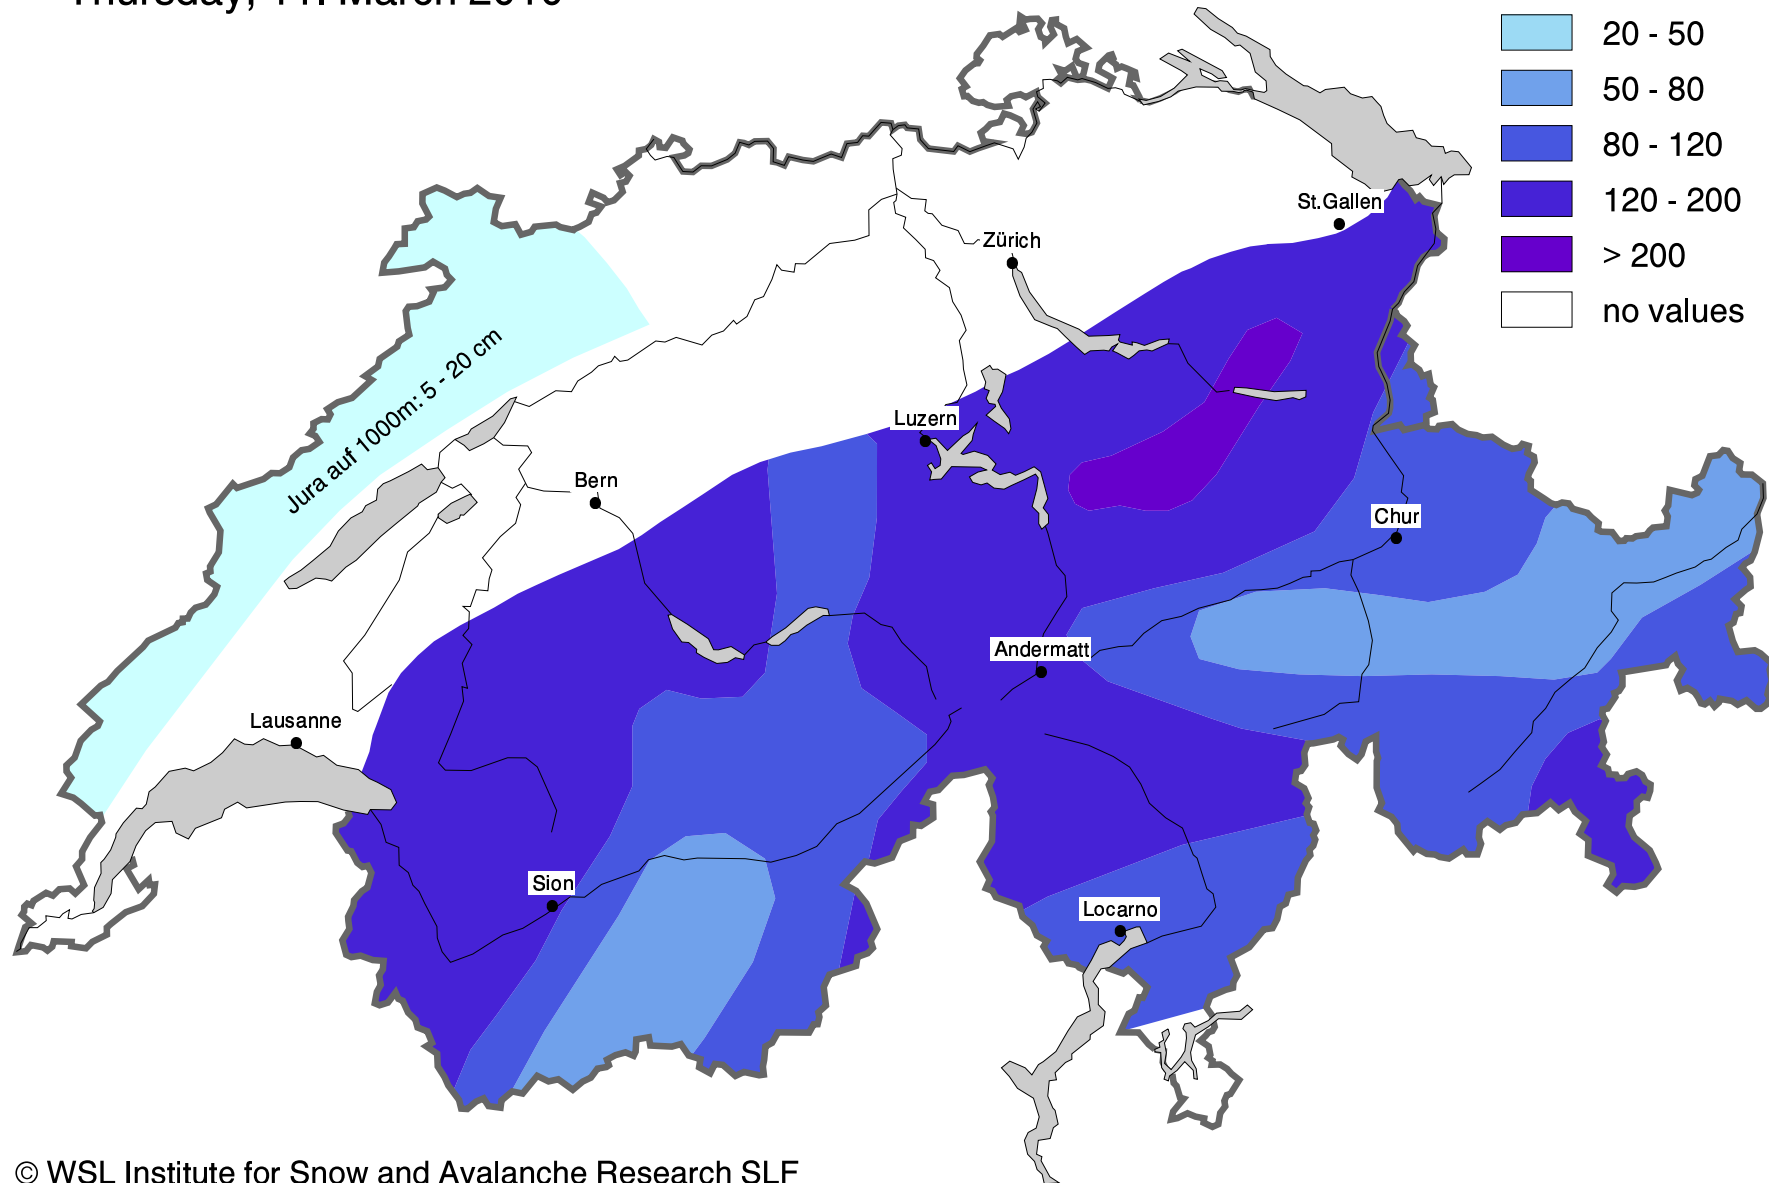 20 - 50
50 - 80
80 - 120
120 - 200
> 200
no values
St.Gallen
Zürich
Jura auf 1000m: 5 - 20 cm
Luzern
Bern
Chur
Andermatt
Lausanne
Sion
Locarno
© WSL Institute for Snow and Avalanche Research SLF